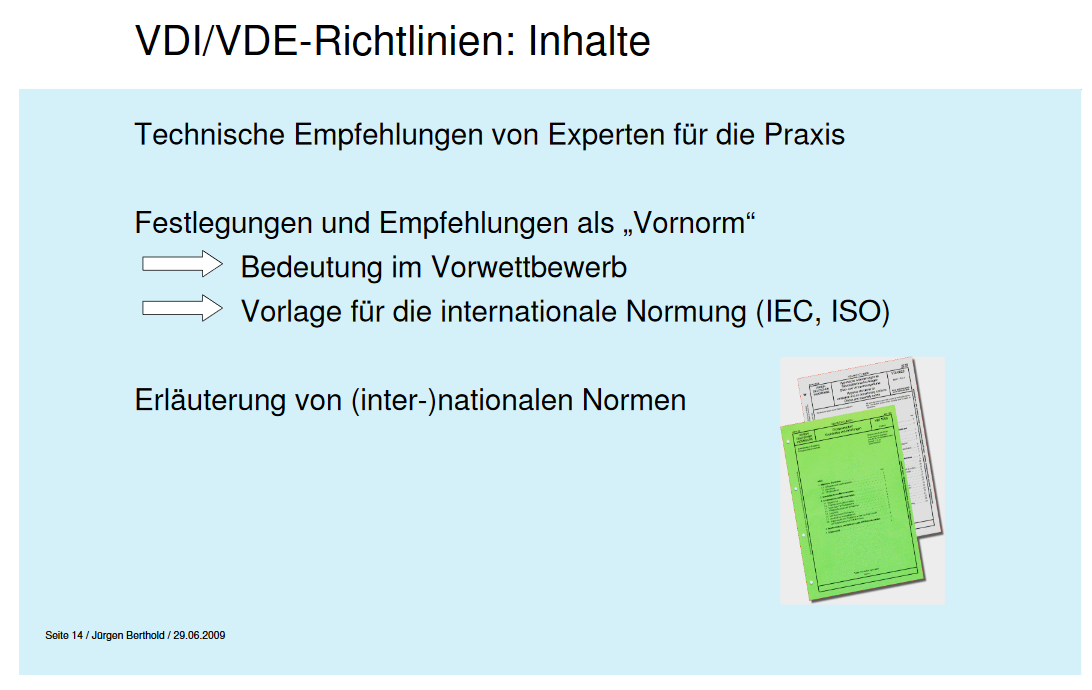 VDI/VDE-Richtlinien: Inhalte
Technische Empfehlungen von Experten für die Praxis
Festlegungen und Empfehlungen als „Vornorm“
Bedeutung im Vorwettbewerb
Vorlage für die internationale Normung (IEC, ISO)
Erläuterung von (inter-)nationalen Normen
Seite 14 / Jürgen Berthold / 29.06.2009